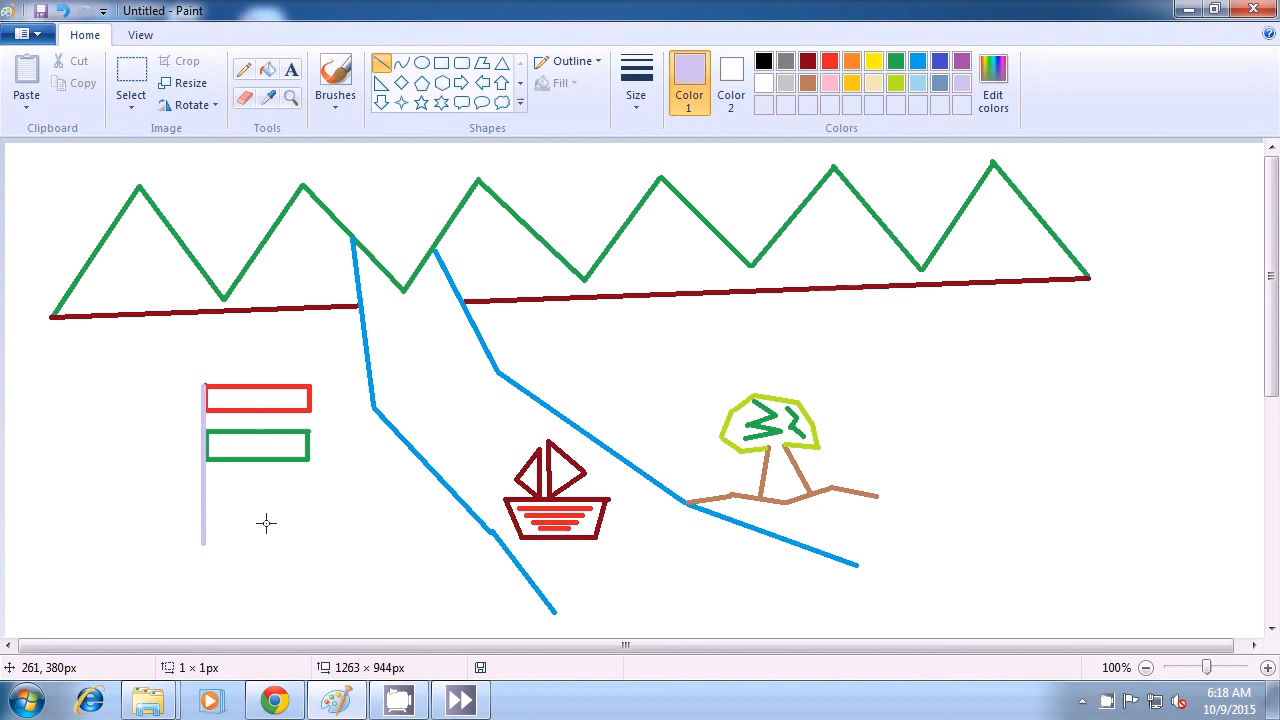 Untitled - Paint
Home View
Paste Cut Copy Select Crop Resize Rotate Brushes Outline Fill Size Color 1 Color 2 Edit colors
Clipboard Image Tools Shapes Colors
261, 380px 1 × 1px 1263 × 944px 100%
6:18 AM
10/9/2015